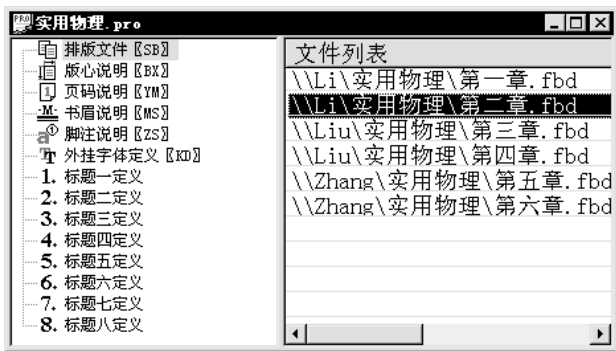 实用物理.pro
排版文件〖SB〗
版心说明〖BX〗
页码说明〖YM〗
书眉说明〖MS〗
脚注说明〖ZS〗
外挂字体定义〖KD〗
1. 标题一定义
2. 标题二定义
3. 标题三定义
4. 标题四定义
5. 标题五定义
6. 标题六定义
7. 标题七定义
8. 标题八定义
文件列表
\\Li\实用物理\第一章.fbd
\\Li\实用物理\第二章.fbd
\\Liu\实用物理\第三章.fbd
\\Liu\实用物理\第四章.fbd
\\Zhang\实用物理\第五章.fbd
\\Zhang\实用物理\第六章.fbd